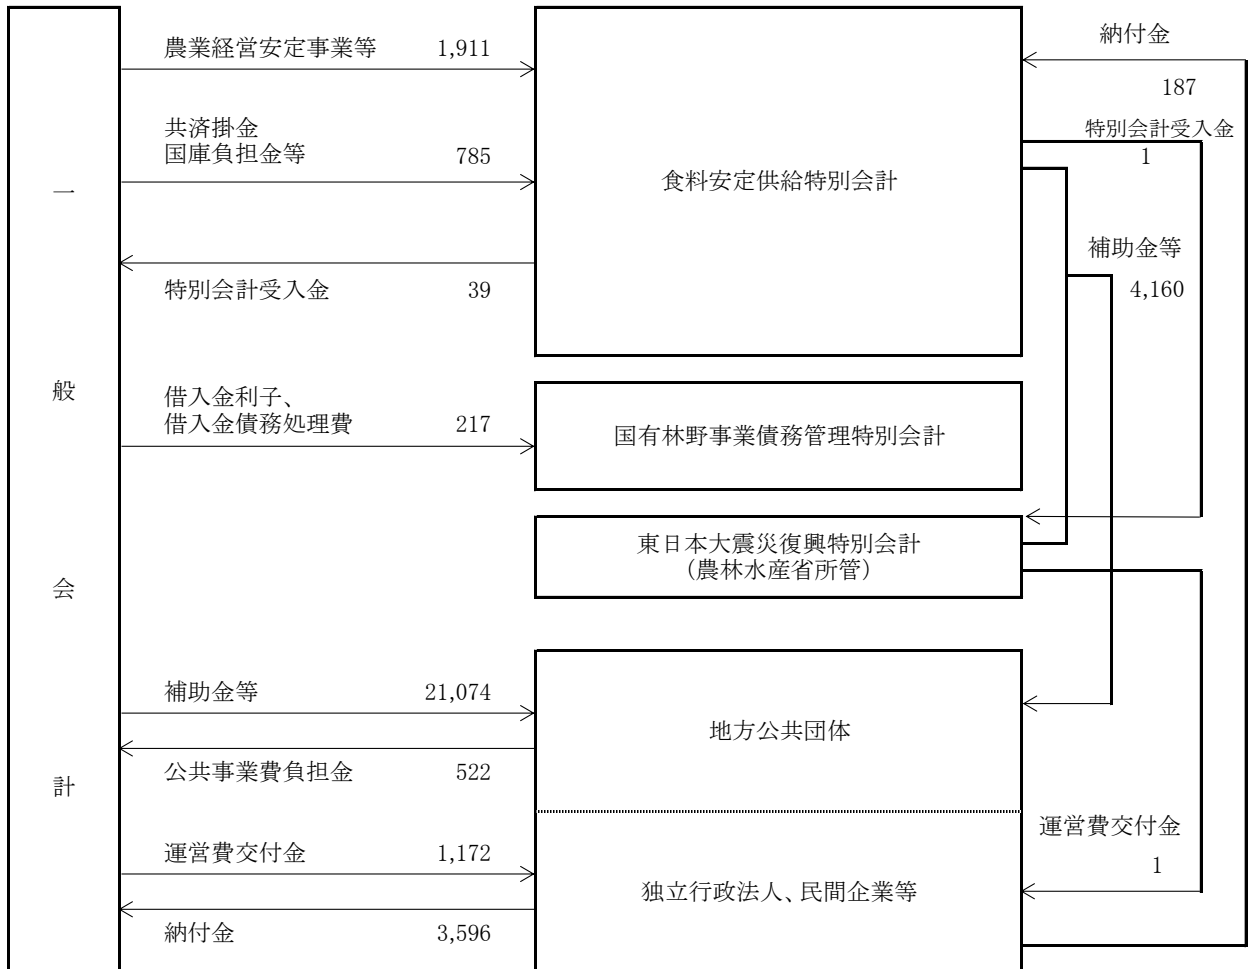 一般会計
農業経営安定事業等 1,911
共済掛金
国庫負担金等 785
特別会計受入金 39
借入金利子、
借入金債務処理費 217
補助金等 21,074
公共事業費負担金 522
運営費交付金 1,172
納付金 3,596
食料安定供給特別会計
国有林野事業債務管理特別会計
東日本大震災復興特別会計
(農林水産省所管)
地方公共団体
独立行政法人、民間企業等
納付金
187
特別会計受入金
1
補助金等
4,160
運営費交付金
1